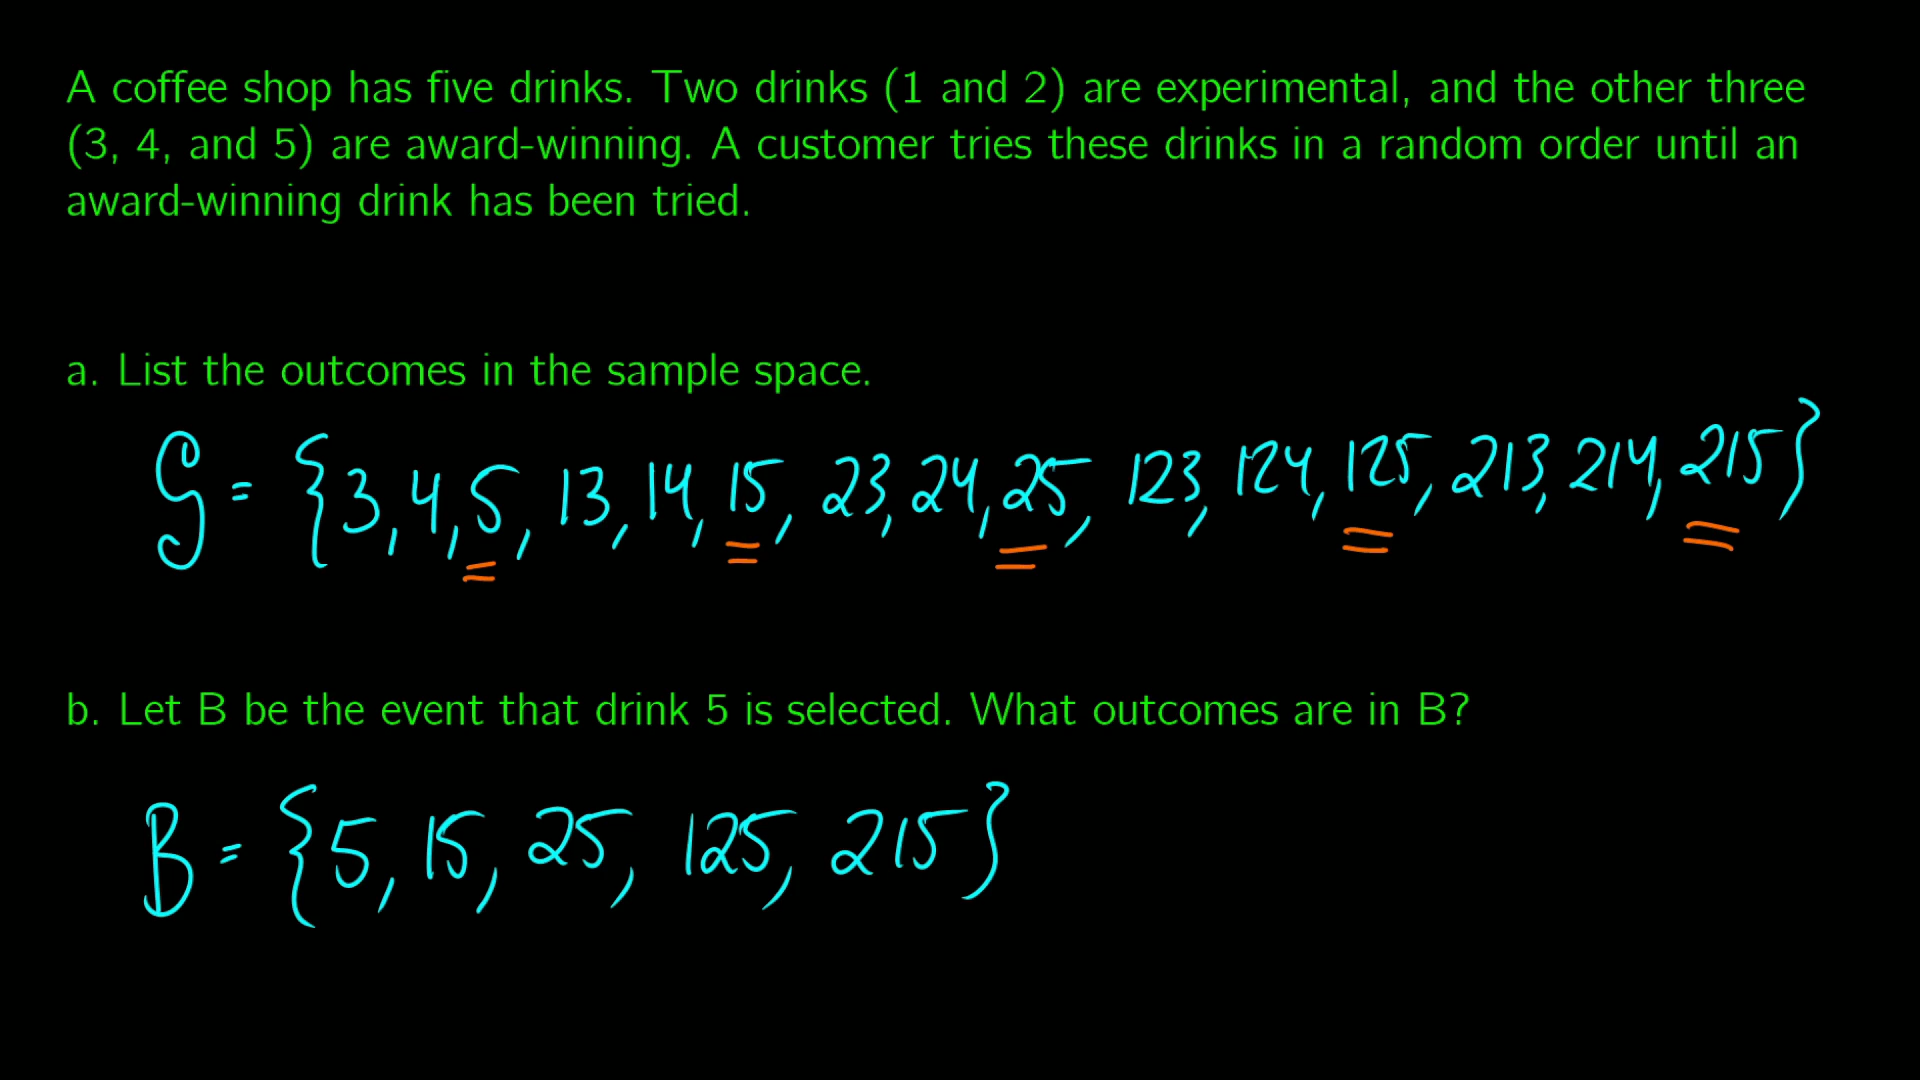 A coffee shop has five drinks. Two drinks (1 and 2) are experimental, and the other three
(3, 4, and 5) are award-winning. A customer tries these drinks in a random order until an
award-winning drink has been tried.
a. List the outcomes in the sample space.
S = {3, 4, 5, 13, 14, 15, 23, 24, 25, 123, 124, 125, 213, 214, 215}
b. Let B be the event that drink 5 is selected. What outcomes are in B?
B = {5, 15, 25, 125, 215}